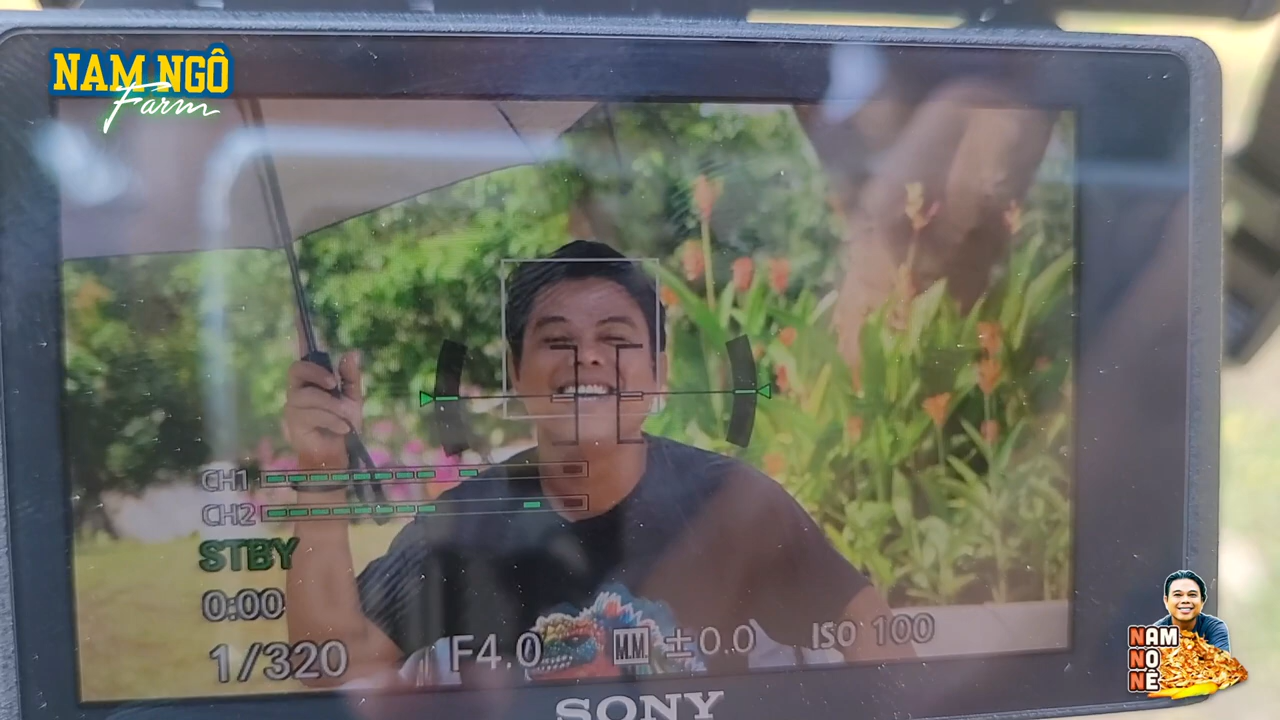 NAM NGÔ
Farm
CH1
CH2
STBY
0:00
1/320 F4.0 M.M. ±0.0 ISO 100
SONY
NAM
NO
NE